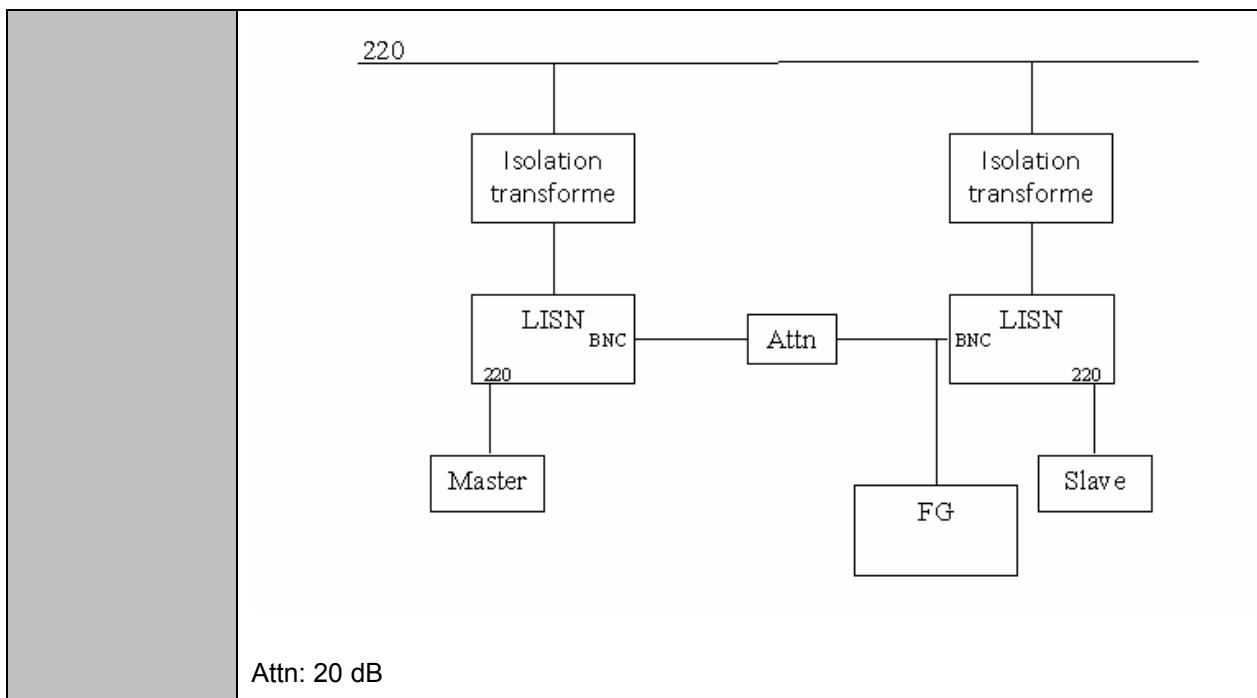 220
Isolation
transforme
Isolation
transforme
LISN
BNC
220
Attn
LISN
BNC
220
Master
FG
Slave
Attn: 20 dB